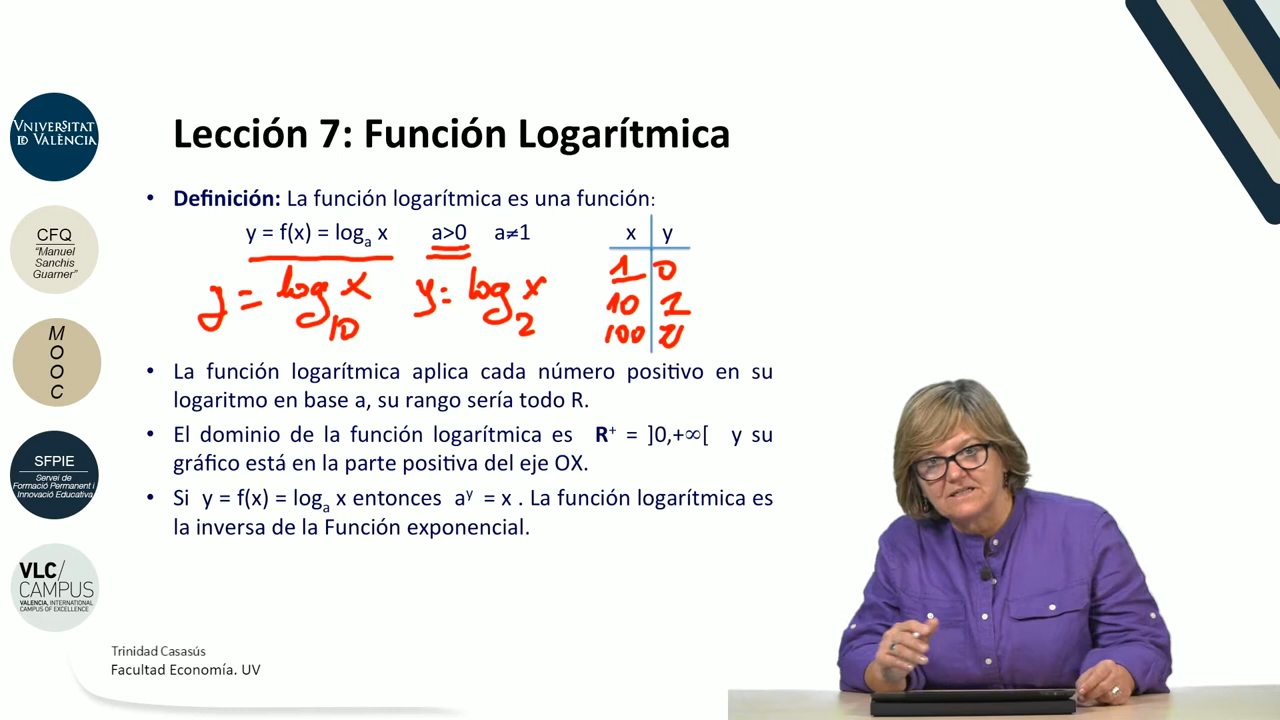 Lección 7: Función Logarítmica
VNIVERSITAT
ID VALÈNCIA
• Definición: La función logarítmica es una función:
y = f(x) = logₐ x a>0 a≠1
x y
1 0
10 1
100 2
y = log₁₀ x y = log₂ x
CFQ
“Manuel
Sanchis
Guarner”
M
O
O
C
• La función logarítmica aplica cada número positivo en su
logaritmo en base a, su rango sería todo R.
• El dominio de la función logarítmica es R⁺ = ]0,+∞[ y su
gráfico está en la parte positiva del eje OX.
• Si y = f(x) = logₐ x entonces aʸ = x . La función logarítmica es
la inversa de la Función exponencial.
SFPIE
Servei de
Formació Permanent i
Innovació Educativa
VLC/
CAMPUS
VALENCIA, INTERNATIONAL
CAMPUS OF EXCELLENCE
Trinidad Casasús
Facultad Economía. UV